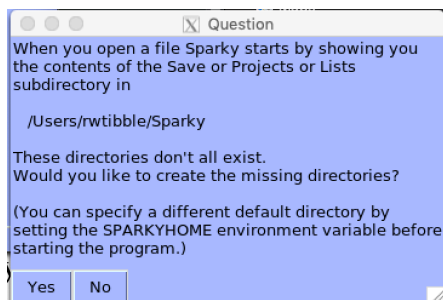 Question
When you open a file Sparky starts by showing you
the contents of the Save or Projects or Lists
subdirectory in
/Users/rwtibble/Sparky
These directories don't all exist.
Would you like to create the missing directories?
(You can specify a different default directory by
setting the SPARKYHOME environment variable before
starting the program.)
Yes No